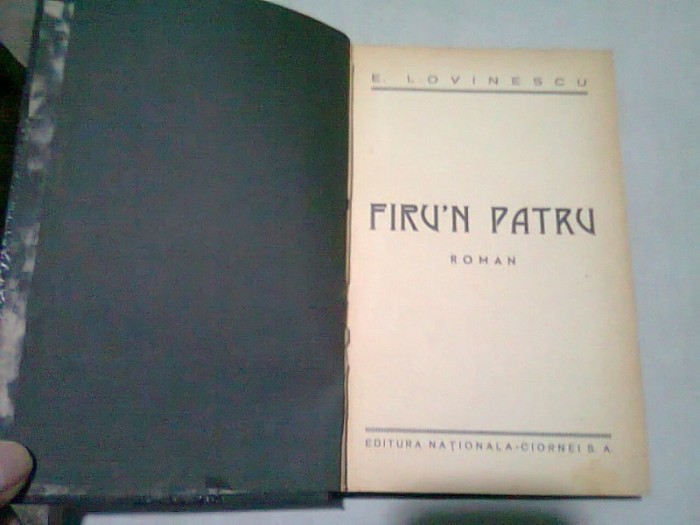 E. LOVINESCU
FIRU'N PATRU
ROMAN
EDITURA NAȚIONALA-CIORNEI S. A.